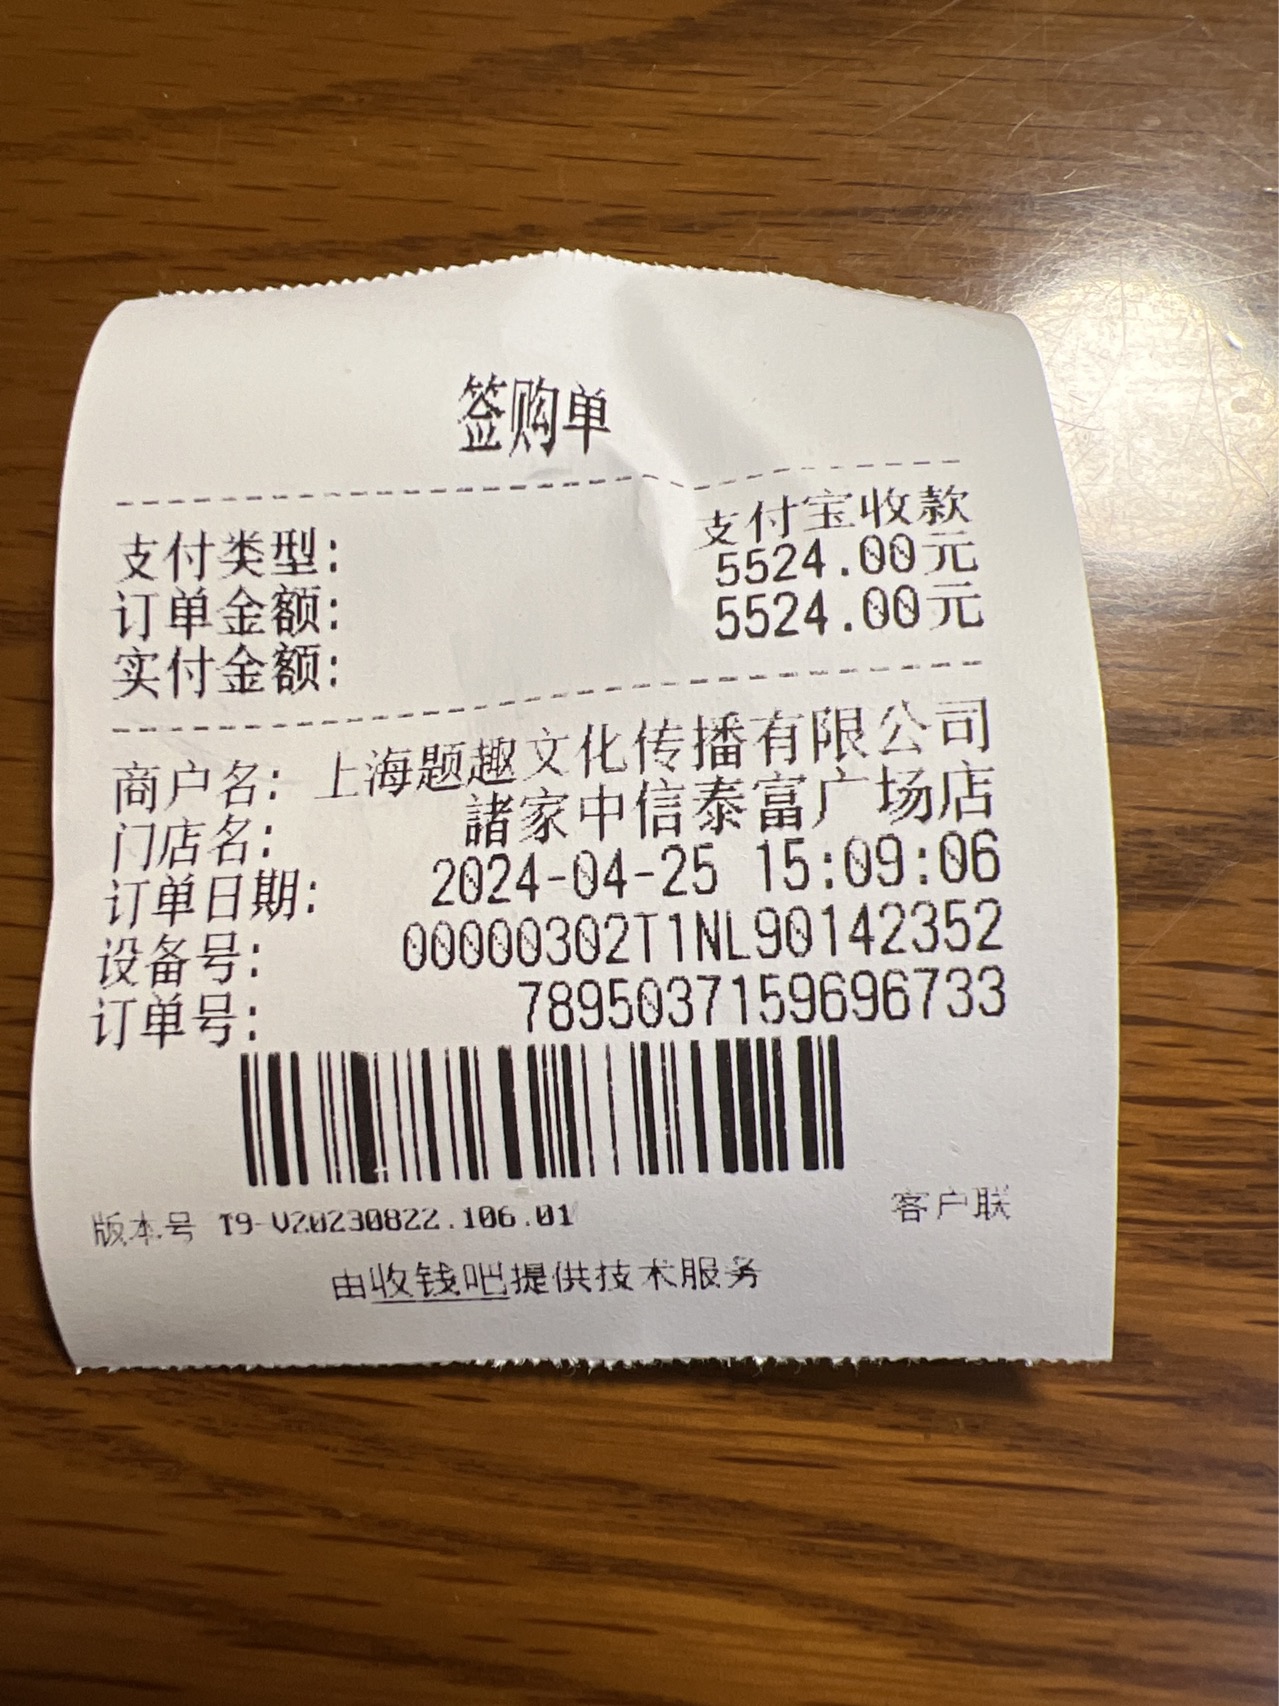 签购单
支付类型: 支付宝收款
订单金额: 5524.00元
实付金额: 5524.00元
商户名: 上海题趣文化传播有限公司
门店名: 諸家中信泰富广场店
订单日期: 2024-04-25 15:09:06
设备号: 00000302T1NL90142352
订单号: 7895037159696733
版本号 T9-V20230822.106.01 客户联
由收钱吧提供技术服务